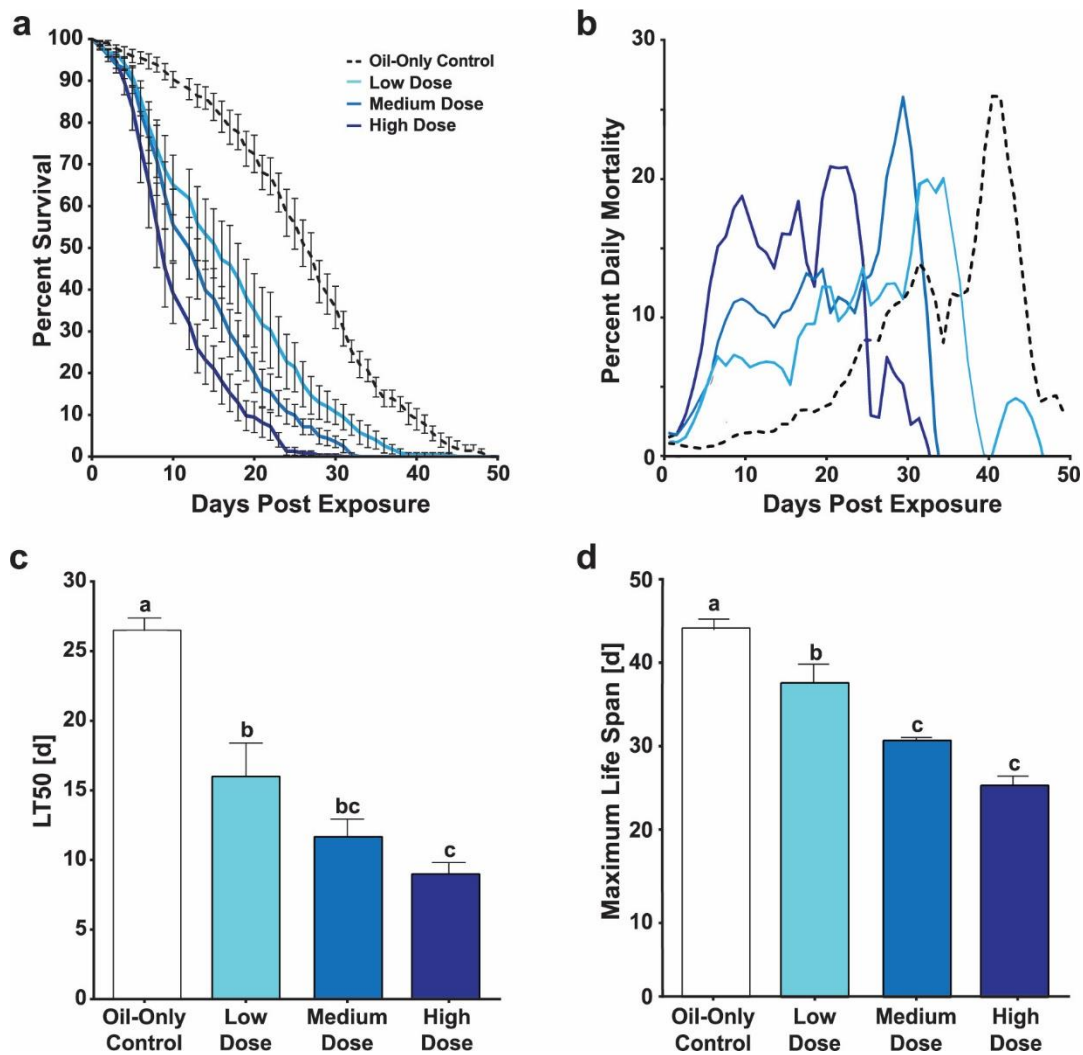 a
100
90
80
70
60
50
40
30
20
10
0
Percent Survival
0 10 20 30 40 50
Days Post Exposure
Oil-Only Control
Low Dose
Medium Dose
High Dose
b
30
20
10
0
Percent Daily Mortality
0 10 20 30 40 50
Days Post Exposure
c
30
25
20
15
10
5
0
LT50 [d]
a
b
bc
c
Oil-Only Control
Low Dose
Medium Dose
High Dose
d
50
40
30
20
10
0
Maximum Life Span [d]
a
b
c
c
Oil-Only Control
Low Dose
Medium Dose
High Dose